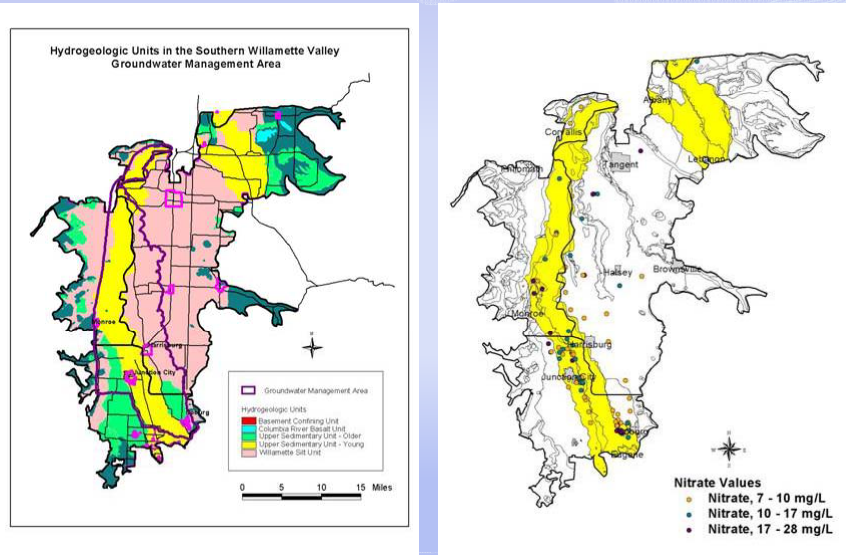 Hydrogeologic Units in the Southern Willamette Valley
Groundwater Management Area
Monroe
Harrisburg
Junction City
Groundwater Management Area
Hydrogeologic Units
Basement Confining Unit
Columbia River Basalt Unit
Upper Sedimentary Unit - Older
Upper Sedimentary Unit - Young
Willamette Silt Unit
0 5 10 15 Miles
Albany
Corvallis
Tangent
Lebanon
Philomath
Halsey
Brownsville
Monroe
Harrisburg
Junction City
Eugene
Nitrate Values
Nitrate, 7 - 10 mg/L
Nitrate, 10 - 17 mg/L
Nitrate, 17 - 28 mg/L